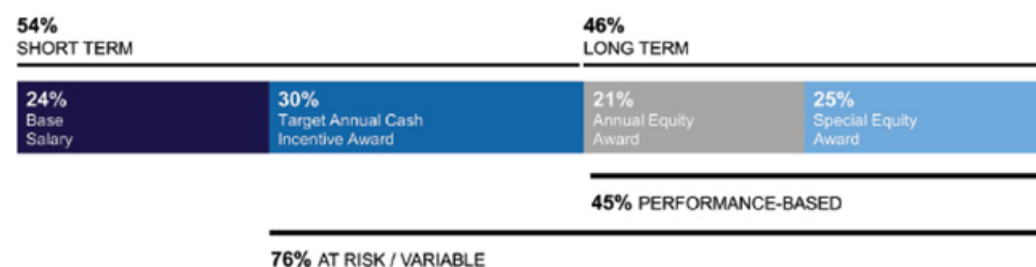 54%
SHORT TERM
46%
LONG TERM
24%
Base
Salary
30%
Target Annual Cash
Incentive Award
21%
Annual Equity
Award
25%
Special Equity
Award
45% PERFORMANCE-BASED
76% AT RISK / VARIABLE